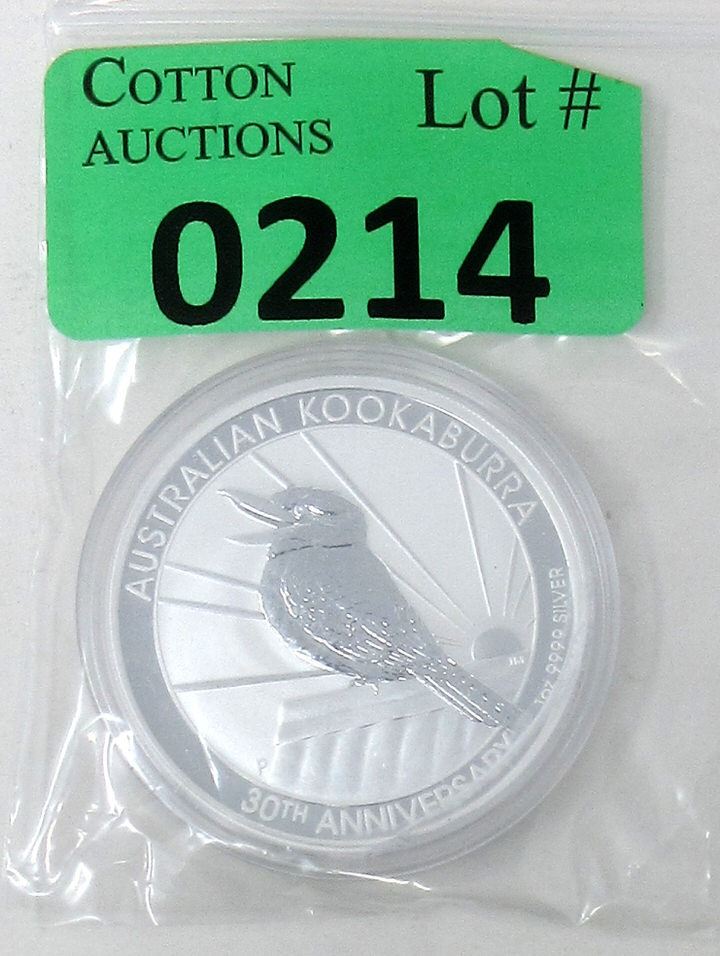 COTTON
AUCTIONS
Lot #
0214
AUSTRALIAN KOOKABURRA
1oz 9999 SILVER
30TH ANNIVERSARY
P